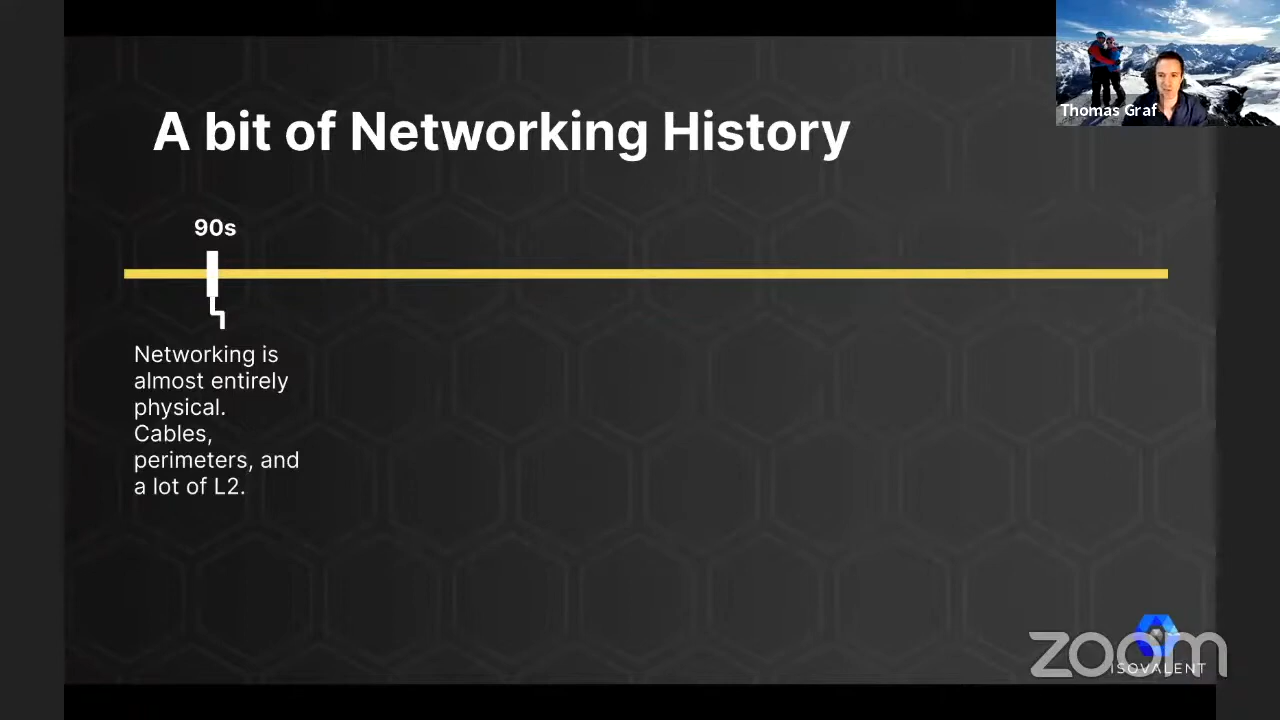 A bit of Networking History
Thomas Graf
90s
Networking is
almost entirely
physical.
Cables,
perimeters, and
a lot of L2.
zoom
ISOVALENT